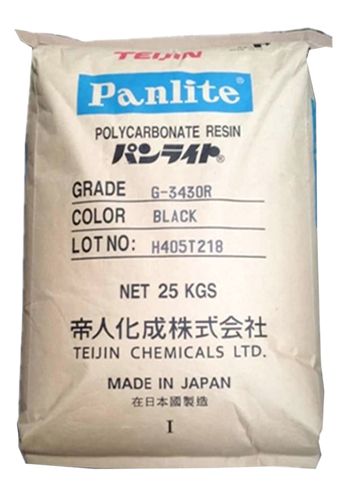 TEIJIN
Panlite®
POLYCARBONATE RESIN
パンライト®
GRADE G-3430R
COLOR BLACK
LOT NO: H405T218
NET 25 KGS
帝人化成株式会社
TEIJIN CHEMICALS LTD.
MADE IN JAPAN
在日本國製造
I